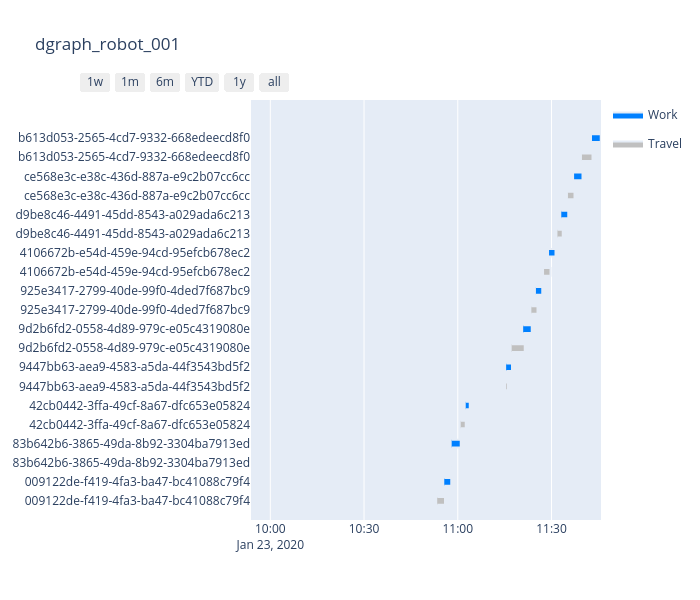 dgraph_robot_001
1w 1m 6m YTD 1y all
Work
Travel
b613d053-2565-4cd7-9332-668edeecd8f0
b613d053-2565-4cd7-9332-668edeecd8f0
ce568e3c-e38c-436d-887a-e9c2b07cc6cc
ce568e3c-e38c-436d-887a-e9c2b07cc6cc
d9be8c46-4491-45dd-8543-a029ada6c213
d9be8c46-4491-45dd-8543-a029ada6c213
4106672b-e54d-459e-94cd-95efcb678ec2
4106672b-e54d-459e-94cd-95efcb678ec2
925e3417-2799-40de-99f0-4ded7f687bc9
925e3417-2799-40de-99f0-4ded7f687bc9
9d2b6fd2-0558-4d89-979c-e05c4319080e
9d2b6fd2-0558-4d89-979c-e05c4319080e
9447bb63-aea9-4583-a5da-44f3543bd5f2
9447bb63-aea9-4583-a5da-44f3543bd5f2
42cb0442-3ffa-49cf-8a67-dfc653e05824
42cb0442-3ffa-49cf-8a67-dfc653e05824
83b642b6-3865-49da-8b92-3304ba7913ed
83b642b6-3865-49da-8b92-3304ba7913ed
009122de-f419-4fa3-ba47-bc41088c79f4
009122de-f419-4fa3-ba47-bc41088c79f4
10:00 10:30 11:00 11:30
Jan 23, 2020